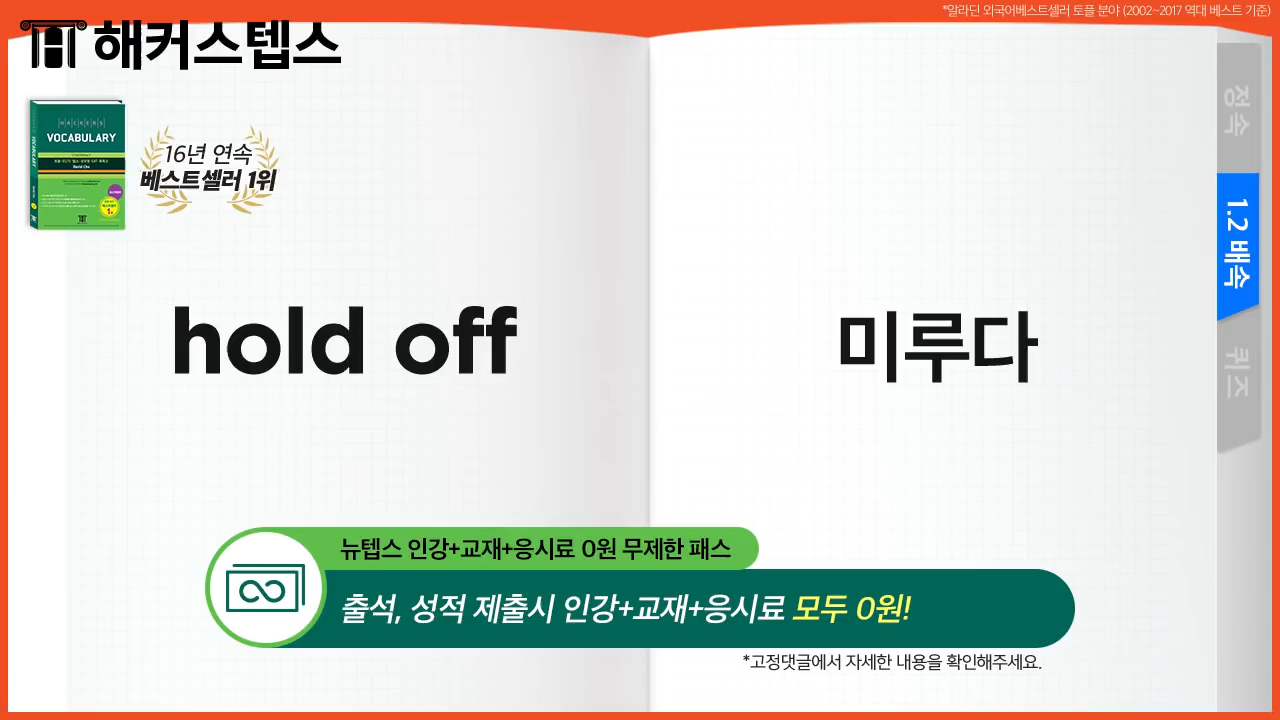 *알라딘 외국어베스트셀러 토플 분야 (2002~2017 역대 베스트 기준)
해커스텝스
HACKERS
VOCABULARY
16년 연속
베스트셀러 1위
정속
1.2 배속
퀴즈
hold off
미루다
뉴텝스 인강+교재+응시료 0원 무제한 패스
출석, 성적 제출시 인강+교재+응시료 모두 0원!
*고정댓글에서 자세한 내용을 확인해주세요.